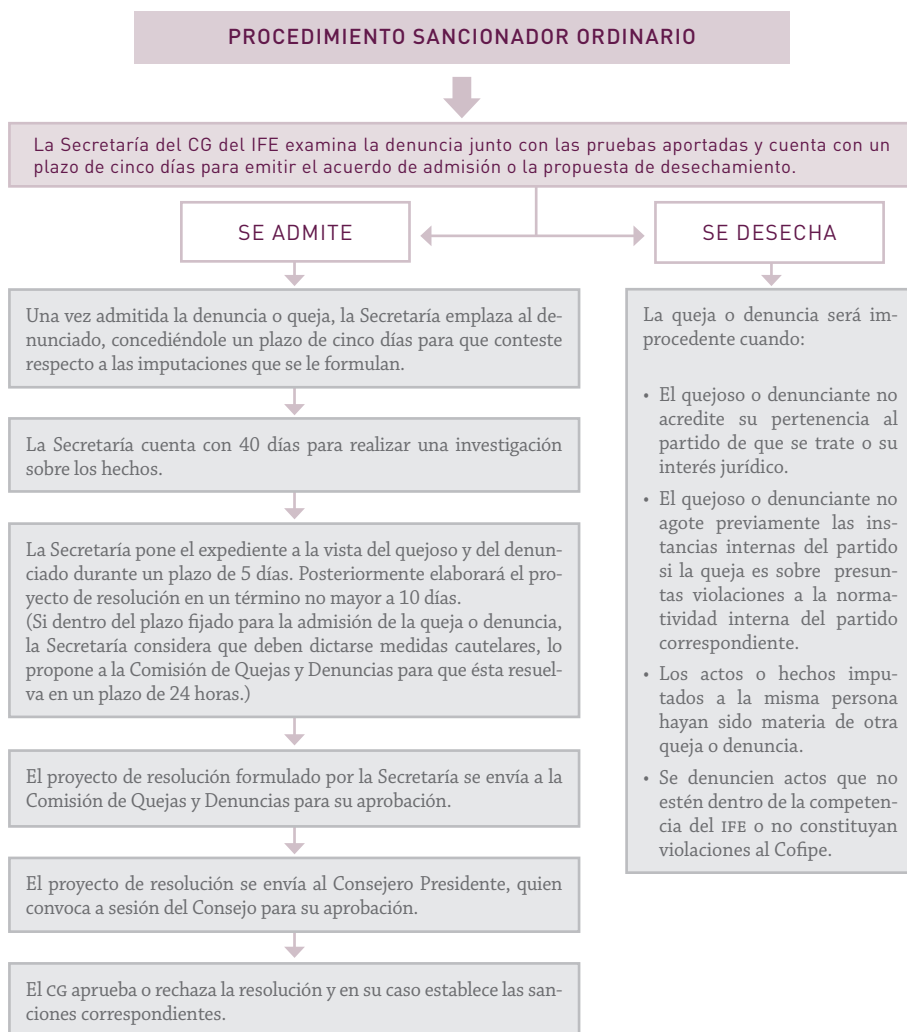 PROCEDIMIENTO SANCIONADOR ORDINARIO
La Secretaría del CG del IFE examina la denuncia junto con las pruebas aportadas y cuenta con un
plazo de cinco días para emitir el acuerdo de admisión o la propuesta de desechamiento.
SE ADMITE
Una vez admitida la denuncia o queja, la Secretaría emplaza al de-
nunciado, concediéndole un plazo de cinco días para que conteste
respecto a las imputaciones que se le formulan.
La Secretaría cuenta con 40 días para realizar una investigación
sobre los hechos.
La Secretaría pone el expediente a la vista del quejoso y del denun-
ciado durante un plazo de 5 días. Posteriormente elaborará el pro-
yecto de resolución en un término no mayor a 10 días.
(Si dentro del plazo fijado para la admisión de la queja o denuncia,
la Secretaría considera que deben dictarse medidas cautelares, lo
propone a la Comisión de Quejas y Denuncias para que ésta resuel-
va en un plazo de 24 horas.)
El proyecto de resolución formulado por la Secretaría se envía a la
Comisión de Quejas y Denuncias para su aprobación.
El proyecto de resolución se envía al Consejero Presidente, quien
convoca a sesión del Consejo para su aprobación.
El CG aprueba o rechaza la resolución y en su caso establece las san-
ciones correspondientes.
SE DESECHA
La queja o denuncia será im-
procedente cuando:
• El quejoso o denunciante no
acredite su pertenencia al
partido de que se trate o su
interés jurídico.
• El quejoso o denunciante no
agote previamente las ins-
tancias internas del partido
si la queja es sobre presun-
tas violaciones a la norma-
tividad interna del partido
correspondiente.
• Los actos o hechos impu-
tados a la misma persona
hayan sido materia de otra
queja o denuncia.
• Se denuncien actos que no
estén dentro de la competen-
cia del IFE o no constituyan
violaciones al Cofipe.